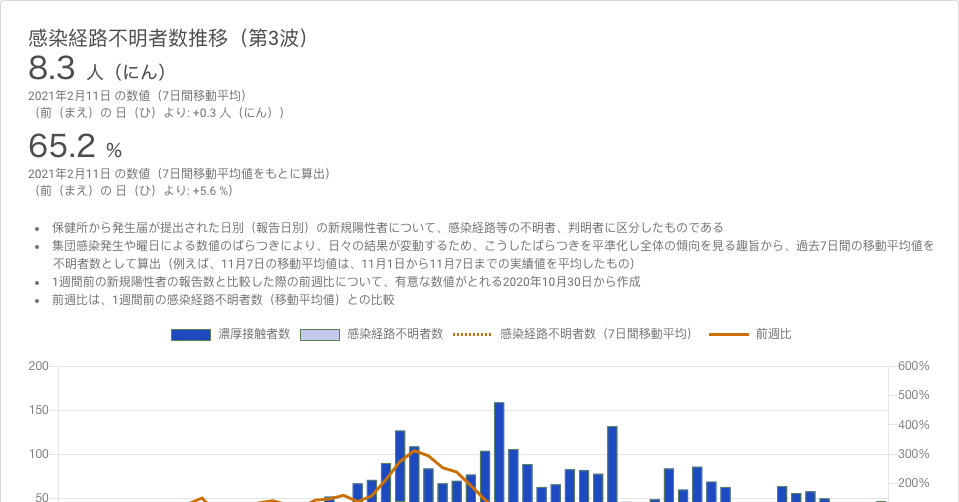 感染経路不明者数推移（第3波）
8.3 人（にん）
2021年2月11日 の数値（7日間移動平均）
（前（まえ）の 日（ひ）より: +0.3 人（にん））
65.2 %
2021年2月11日 の数値（7日間移動平均値をもとに算出）
（前（まえ）の 日（ひ）より: +5.6 %）
• 保健所から発生届が提出された日別（報告日別）の新規陽性者について、感染経路等の不明者、判明者に区分したものである
• 集団感染発生や曜日による数値のばらつきにより、日々の結果が変動するため、こうしたばらつきを平準化し全体の傾向を見る趣旨から、過去7日間の移動平均値を
不明者数として算出（例えば、11月7日の移動平均値は、11月1日から11月7日までの実績値を平均したもの）
• 1週間前の新規陽性者の報告数と比較した際の前週比について、有意な数値がとれる2020年10月30日から作成
• 前週比は、1週間前の感染経路不明者数（移動平均値）との比較
濃厚接触者数 感染経路不明者数 感染経路不明者数（7日間移動平均） 前週比
200 600%
500%
150
400%
100 300%
200%
50